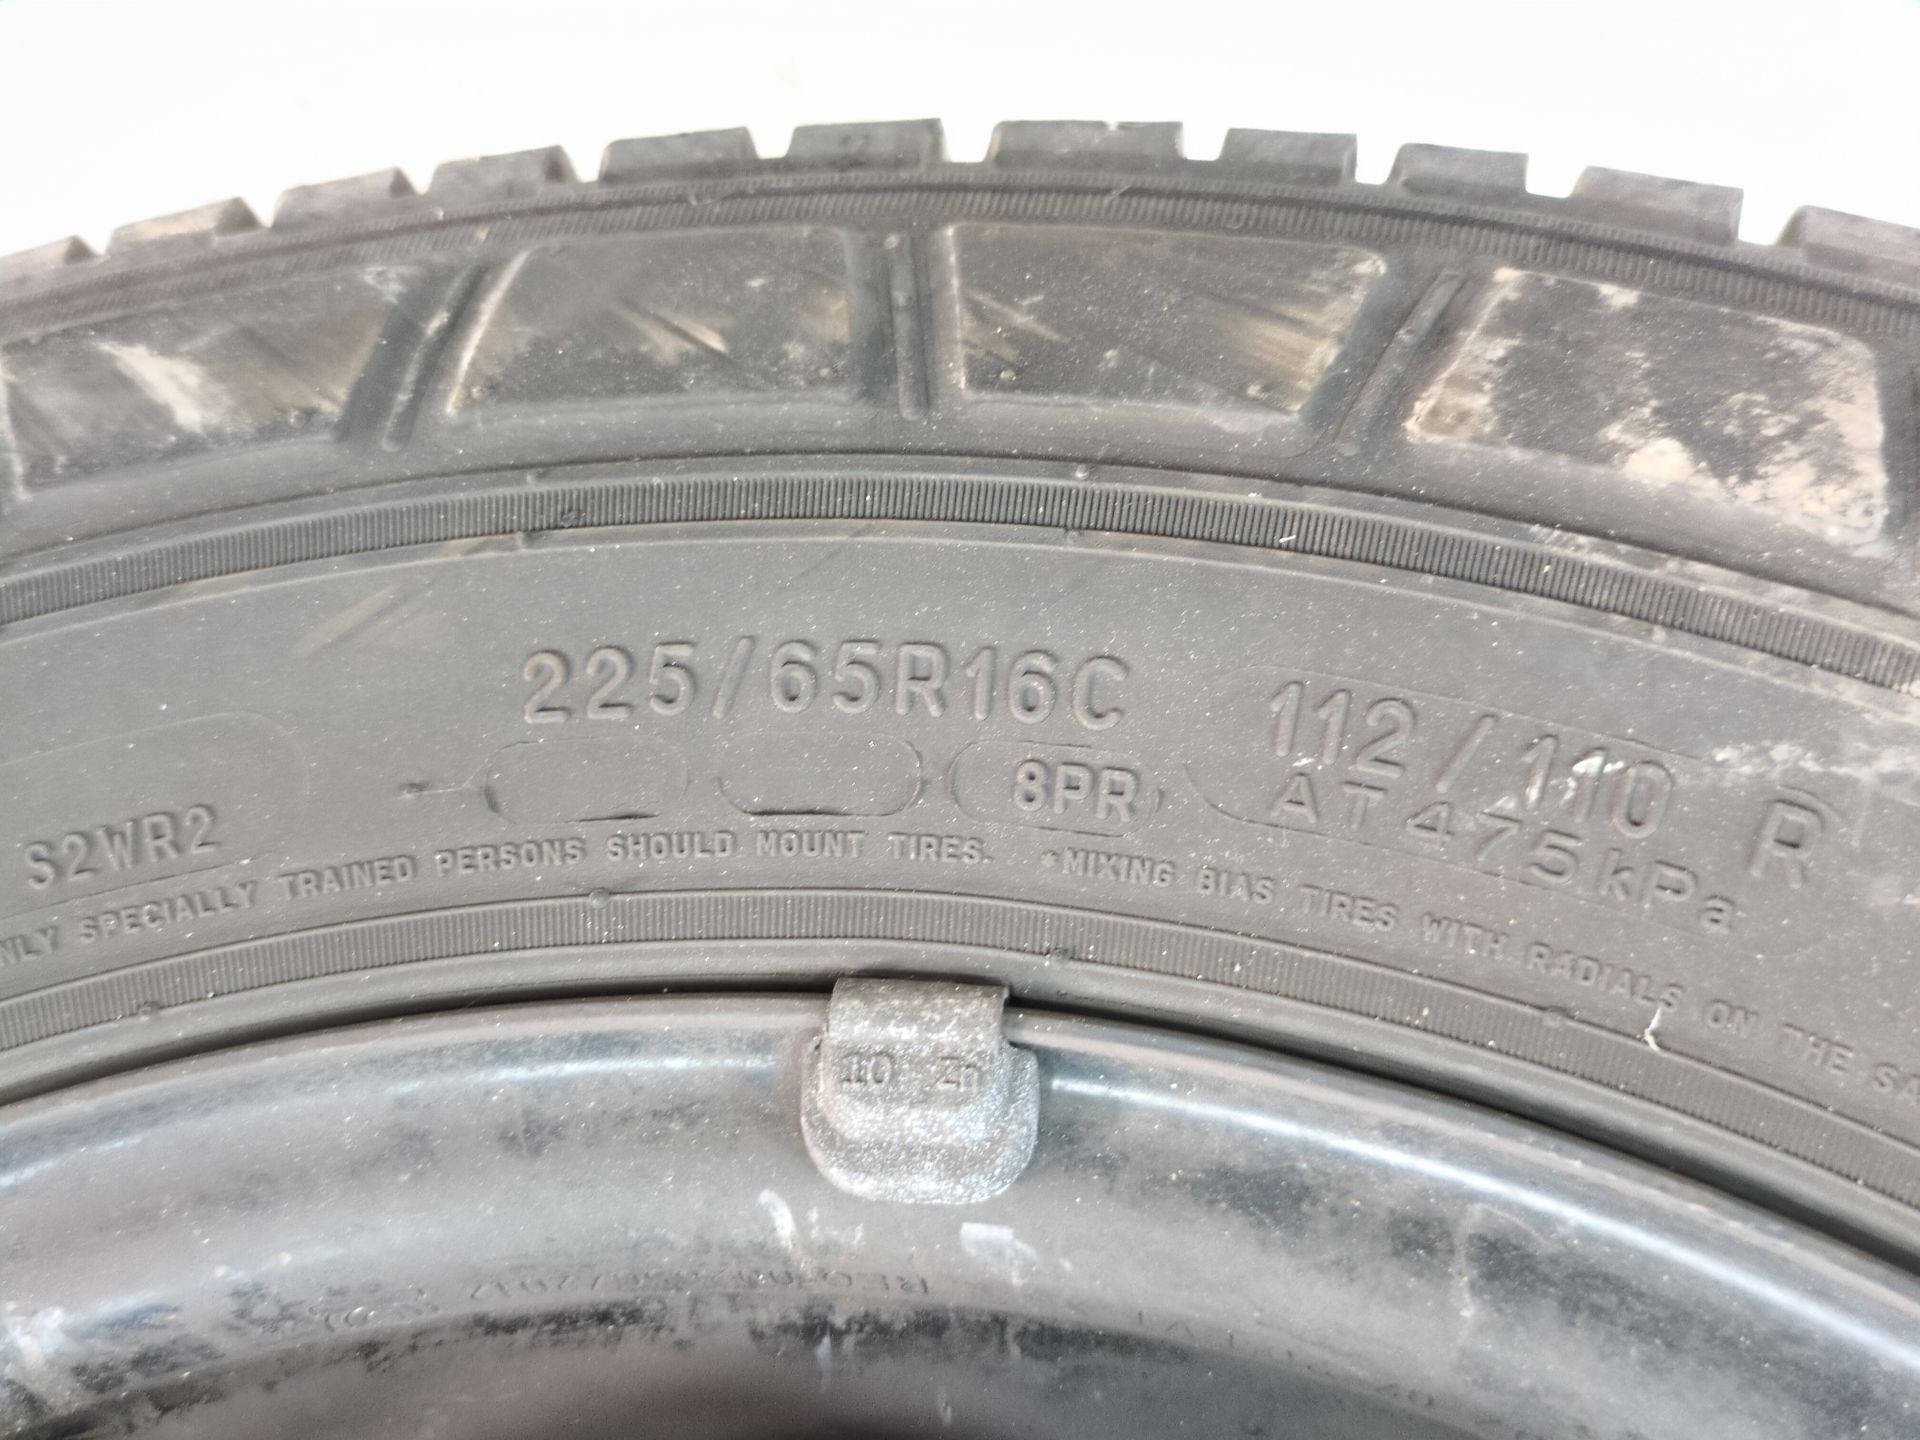 225/65R16C
112/110 R
8PR
AT 475kPa
S2WR2
NLY SPECIALLY TRAINED PERSONS SHOULD MOUNT TIRES. •MIXING BIAS TIRES WITH RADIALS ON THE SA
Zn